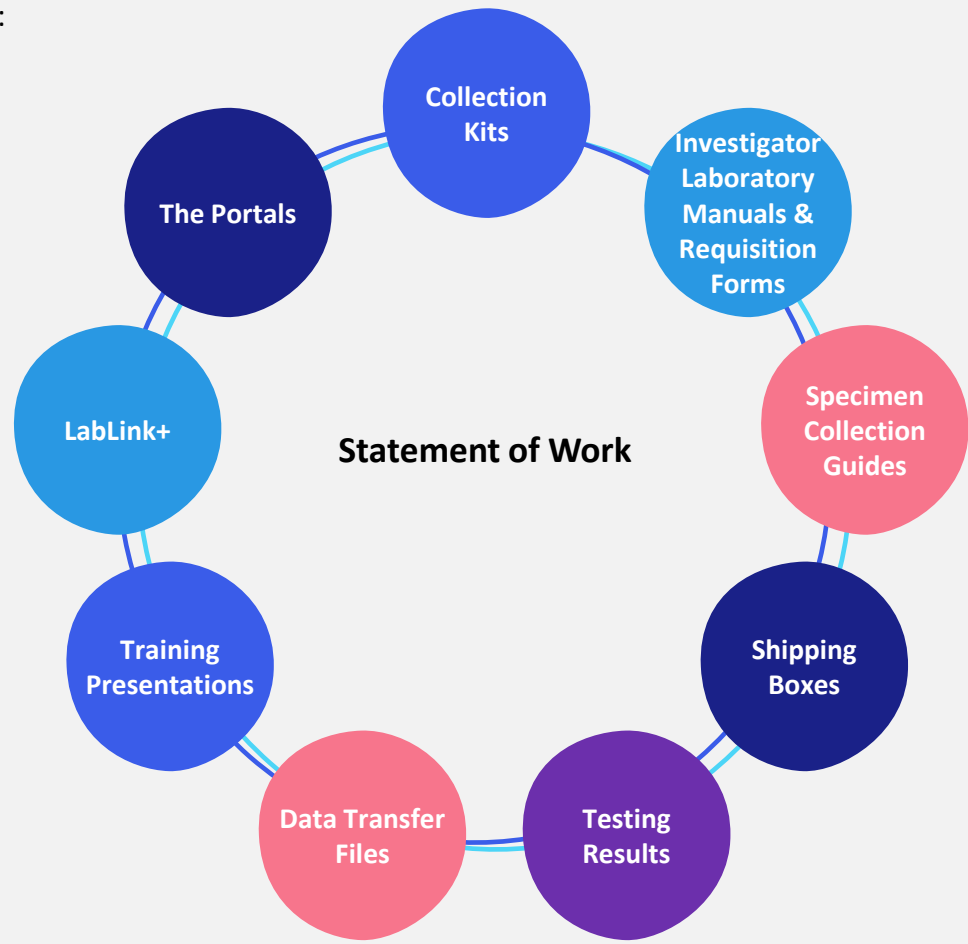 :
Collection
Kits
Investigator
Laboratory
Manuals &
Requisition
Forms
Specimen
Collection
Guides
Shipping
Boxes
Testing
Results
Data Transfer
Files
Training
Presentations
LabLink+
The Portals
Statement of Work